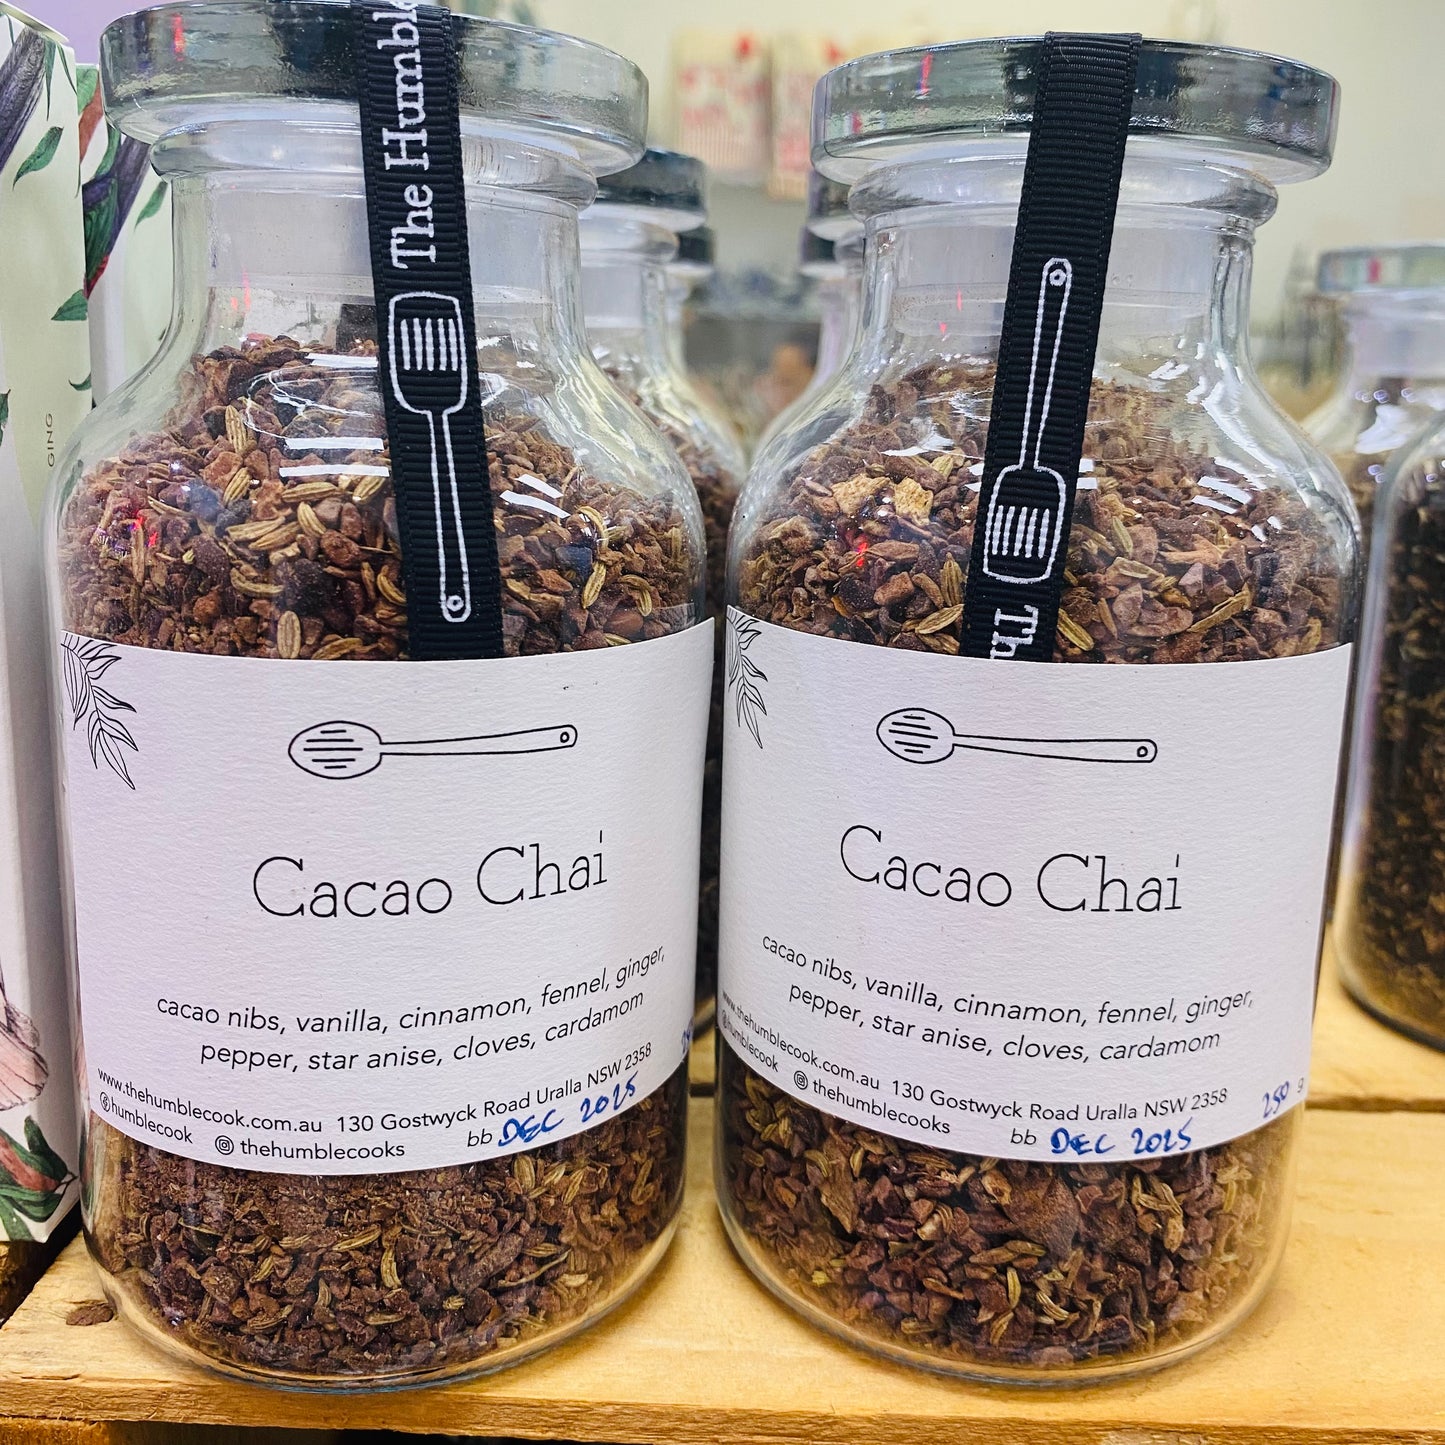 The Humble
GING
Cacao Chai
cacao nibs, vanilla, cinnamon, fennel, ginger,
pepper, star anise, cloves, cardamom
www.thehumblecook.com.au 130 Gostwyck Road Uralla NSW 2358
humblecook thehumblecooks bb DEC 2025
Th
Cacao Chai
cacao nibs, vanilla, cinnamon, fennel, ginger,
pepper, star anise, cloves, cardamom
www.thehumblecook.com.au 130 Gostwyck Road Uralla NSW 2358
humblecook thehumblecooks bb DEC 2025 250 g